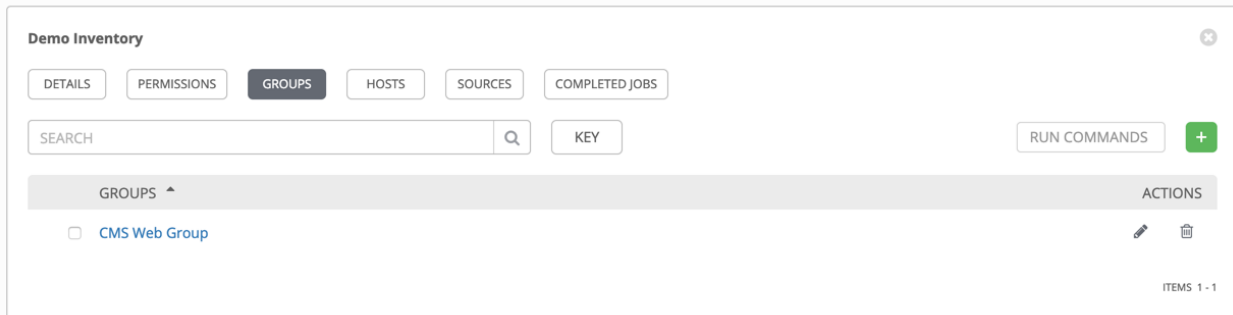 Demo Inventory
DETAILS PERMISSIONS GROUPS HOSTS SOURCES COMPLETED JOBS
SEARCH KEY RUN COMMANDS +
GROUPS ACTIONS
CMS Web Group
ITEMS 1 - 1